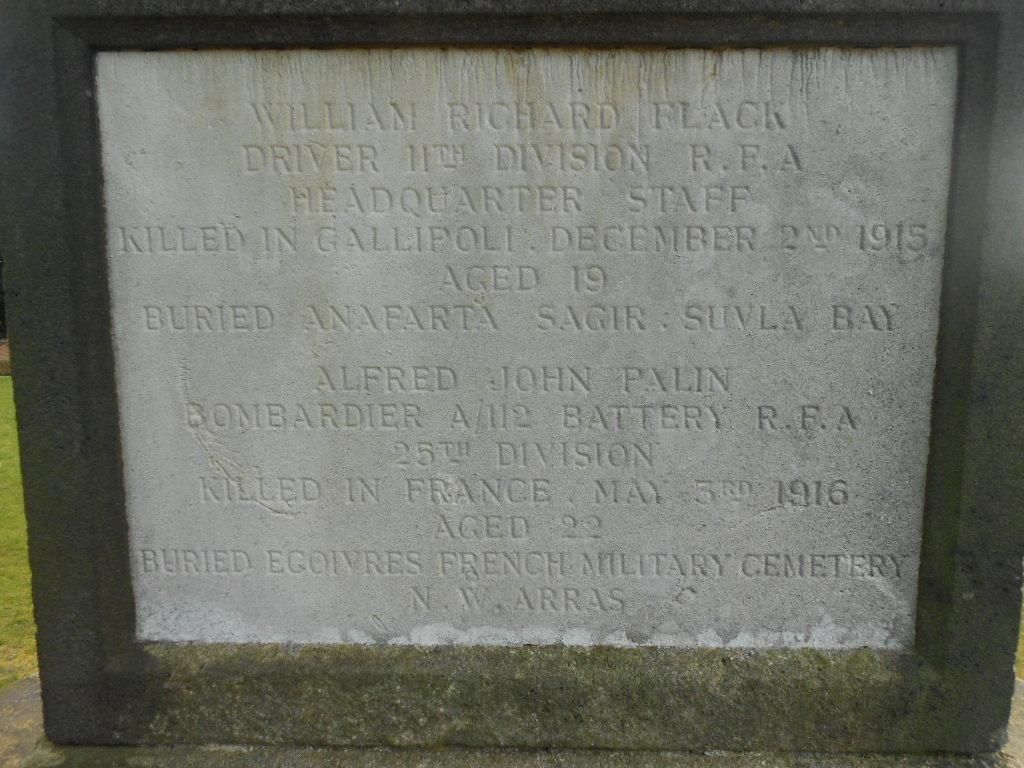 WILLIAM RICHARD FLACK
DRIVER 11TH DIVISION R.F.A
HEADQUARTER STAFF
KILLED IN GALLIPOLI. DECEMBER 2ND 1915
AGED 19
BURIED ANAFARTA SAGIR. SUVLA BAY
ALFRED JOHN PALIN
BOMBARDIER A/112 BATTERY R.F.A
25TH DIVISION
KILLED IN FRANCE. MAY 3RD 1916
AGED 22
BURIED EGOIVRES FRENCH MILITARY CEMETERY
N.W. ARRAS